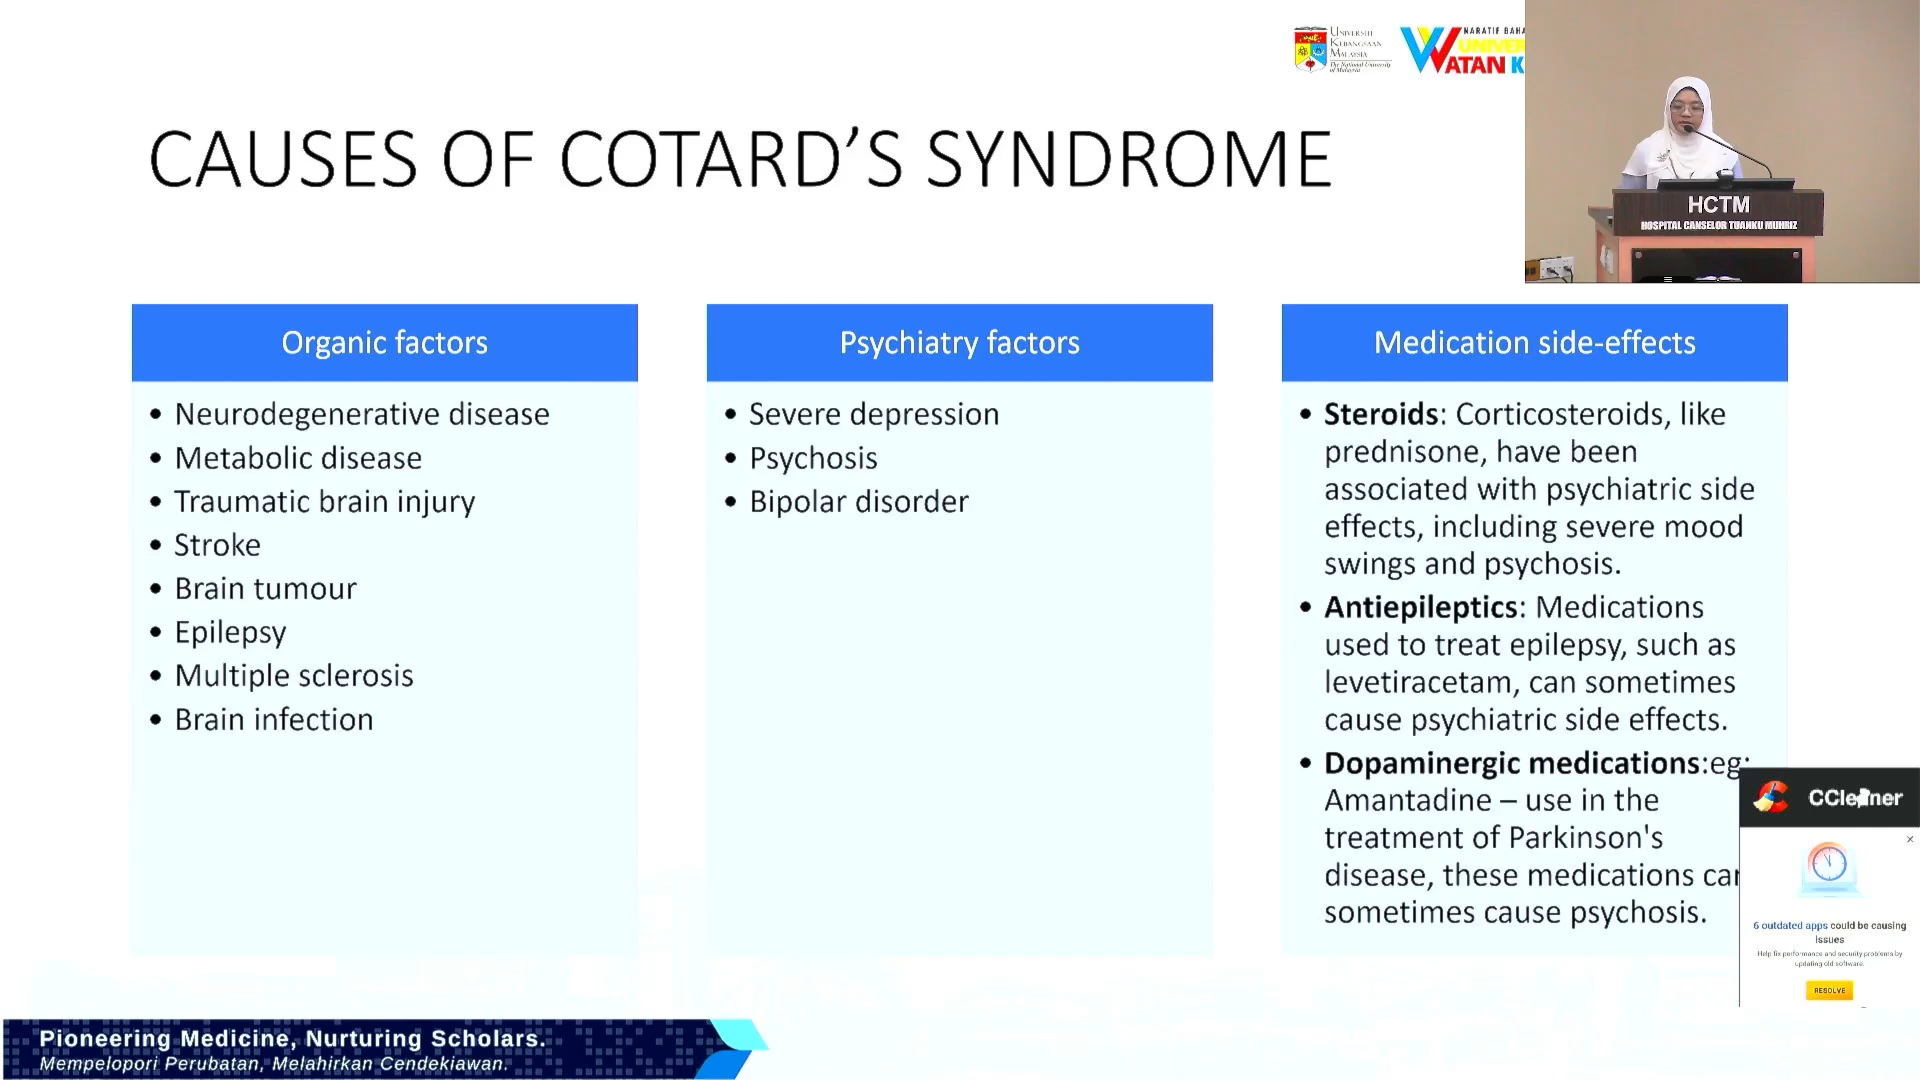 UNIVERSITI
KEBANGSAAN
MALAYSIA
The National University
of Malaysia
NARATIF BAHA
UNIVER
WATAN K
CAUSES OF COTARD’S SYNDROME
HCTM
HOSPITAL CANSELOR TUANKU MUHRIZ
Organic factors
• Neurodegenerative disease
• Metabolic disease
• Traumatic brain injury
• Stroke
• Brain tumour
• Epilepsy
• Multiple sclerosis
• Brain infection
Psychiatry factors
• Severe depression
• Psychosis
• Bipolar disorder
Medication side-effects
• Steroids: Corticosteroids, like
prednisone, have been
associated with psychiatric side
effects, including severe mood
swings and psychosis.
• Antiepileptics: Medications
used to treat epilepsy, such as
levetiracetam, can sometimes
cause psychiatric side effects.
• Dopaminergic medications:eg:
Amantadine – use in the
treatment of Parkinson's
disease, these medications can
sometimes cause psychosis.
CCleaner
6 outdated apps could be causing
issues
Help fix performance and security problems by
updating old software.
RESOLVE
Pioneering Medicine, Nurturing Scholars.
Mempelopori Perubatan, Melahirkan Cendekiawan.